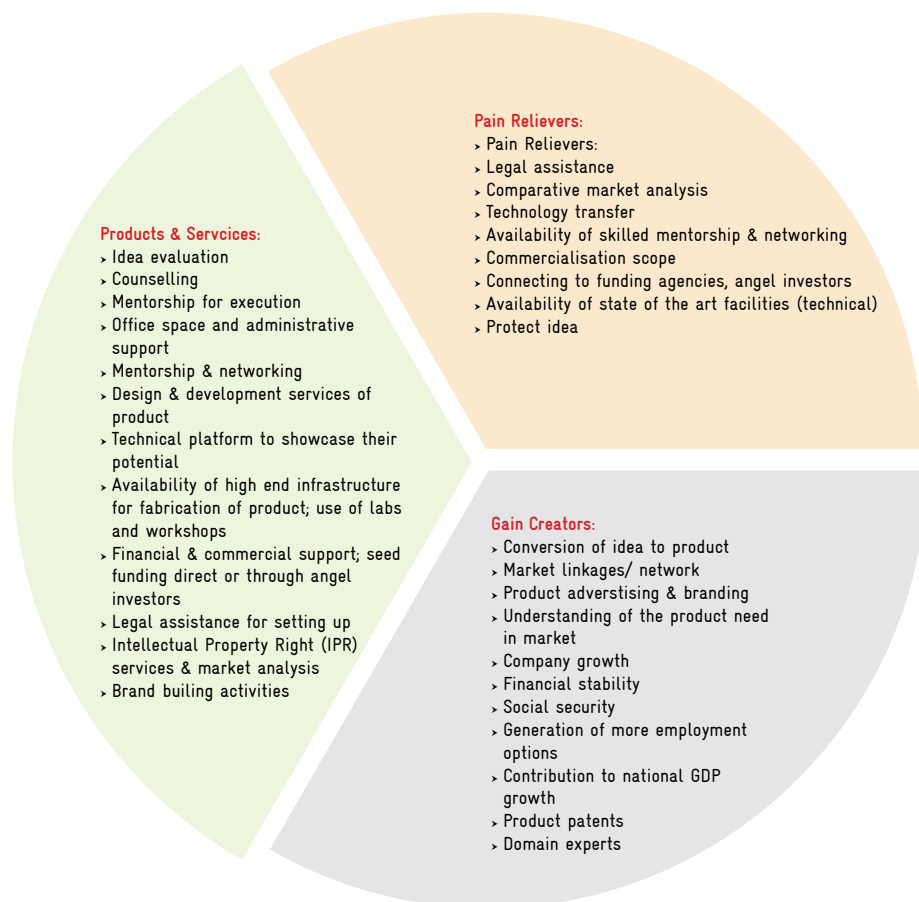 Pain Relievers:
› Pain Relievers:
› Legal assistance
› Comparative market analysis
› Technology transfer
› Availability of skilled mentorship & networking
› Commercialisation scope
› Connecting to funding agencies, angel investors
› Availability of state of the art facilities (technical)
› Protect idea
Products & Servcices:
› Idea evaluation
› Counselling
› Mentorship for execution
› Office space and administrative
support
› Mentorship & networking
› Design & development services of
product
› Technical platform to showcase their
potential
› Availability of high end infrastructure
for fabrication of product; use of labs
and workshops
› Financial & commercial support; seed
funding direct or through angel
investors
› Legal assistance for setting up
› Intellectual Property Right (IPR)
services & market analysis
› Brand builing activities
Gain Creators:
› Conversion of idea to product
› Market linkages/ network
› Product adverstising & branding
› Understanding of the product need
in market
› Company growth
› Financial stability
› Social security
› Generation of more employment
options
› Contribution to national GDP
growth
› Product patents
› Domain experts